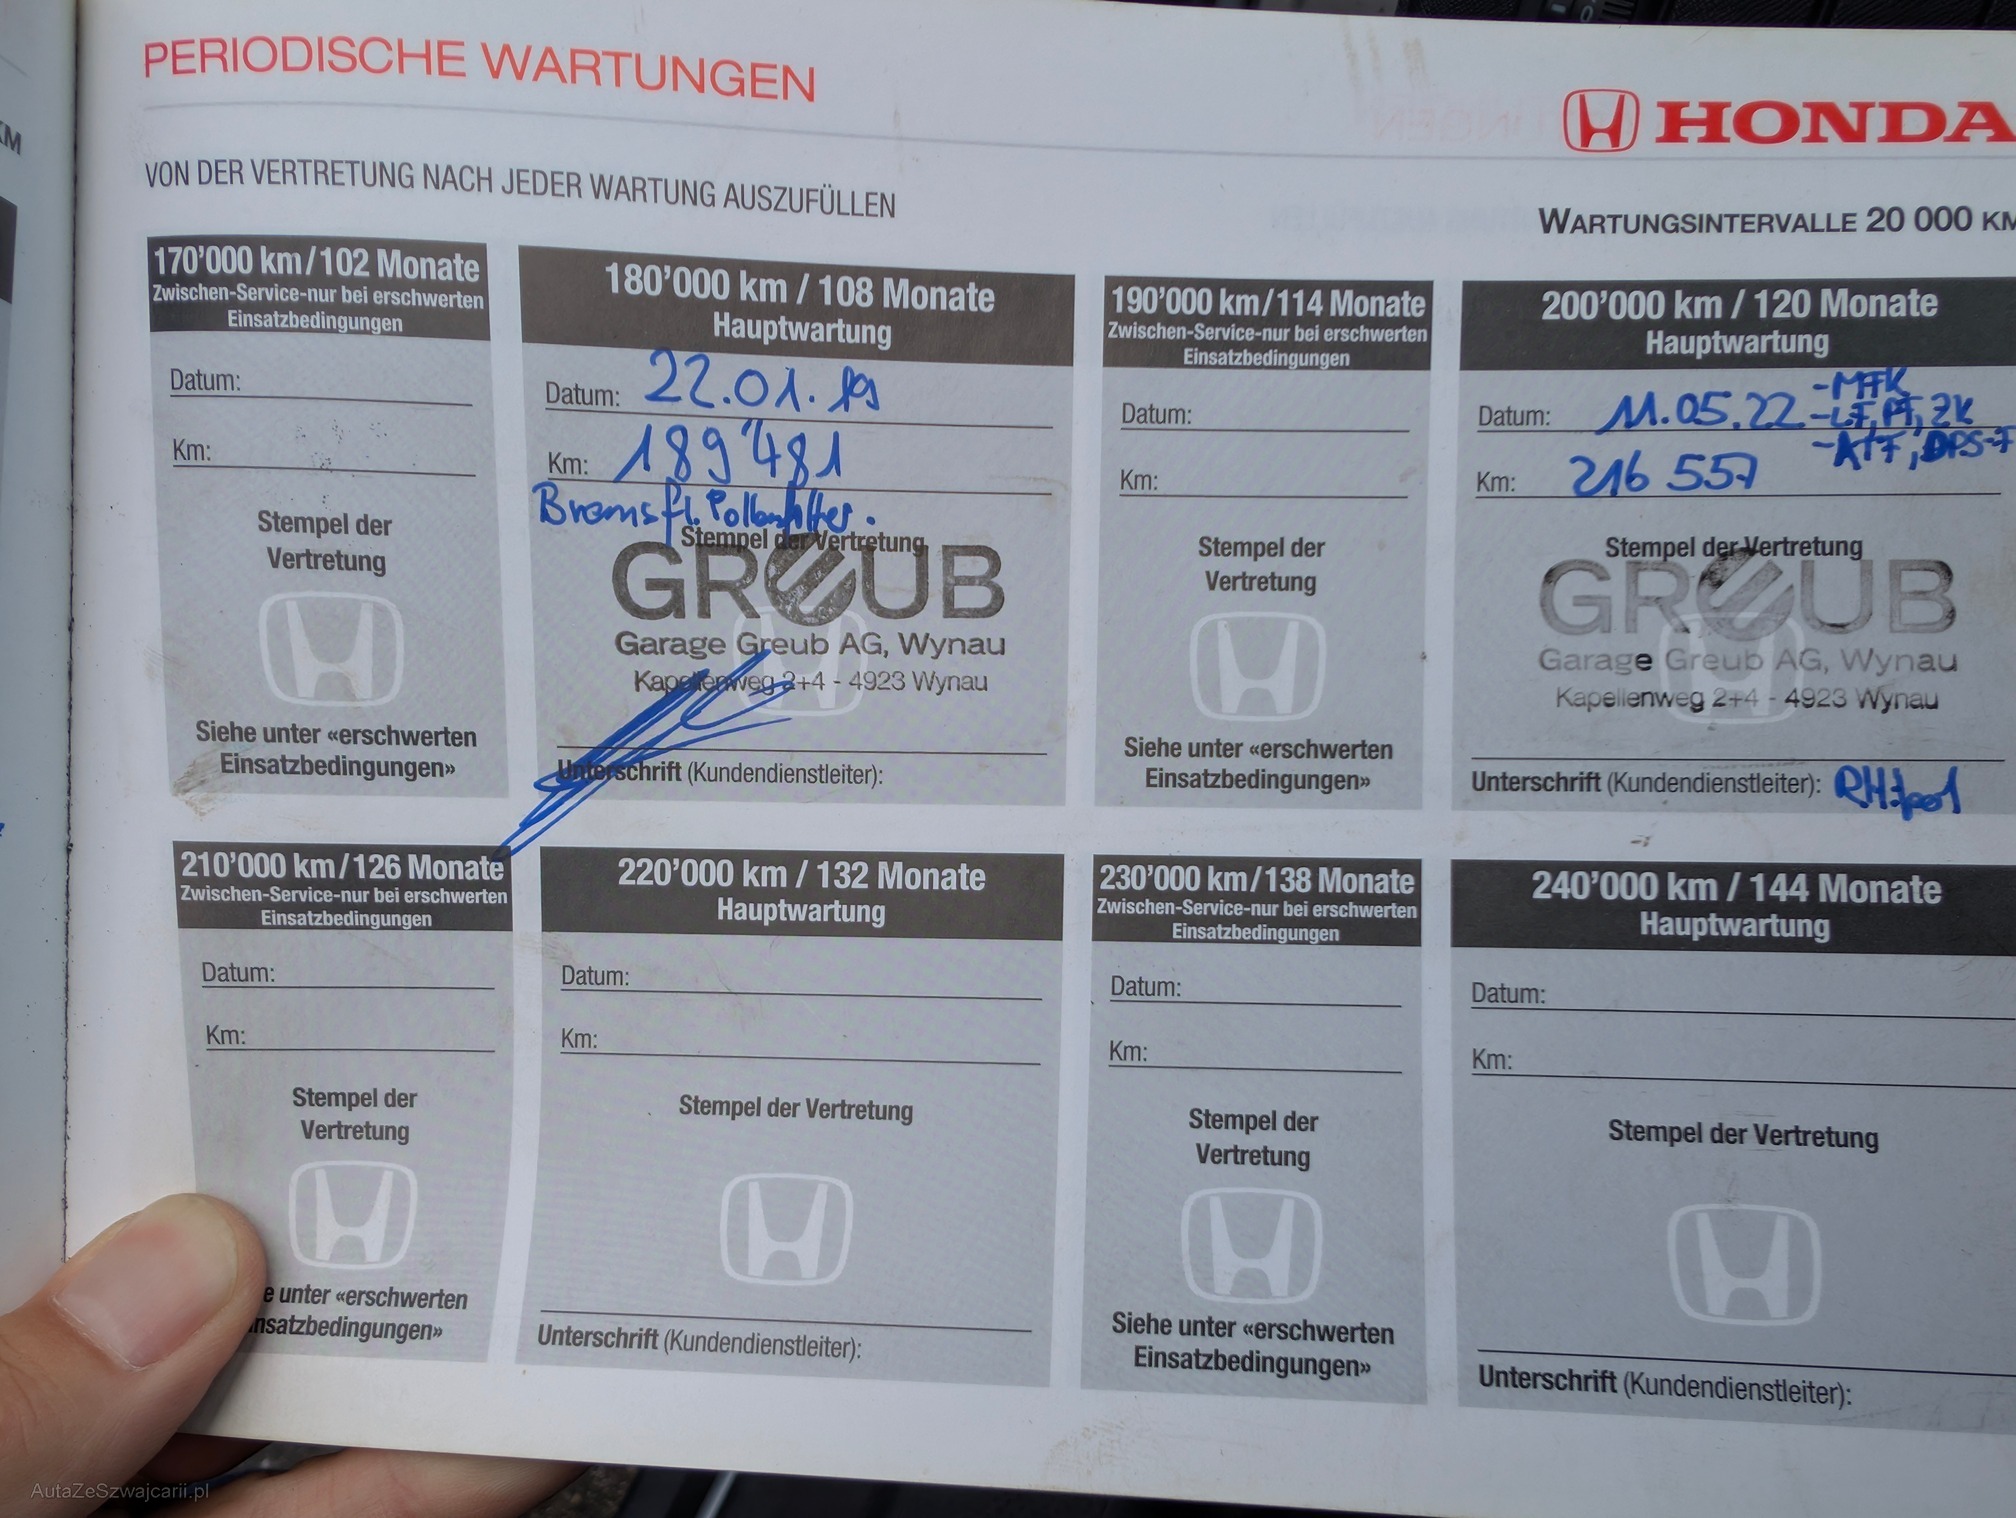 KM
PERIODISCHE WARTUNGEN
HONDA
VON DER VERTRETUNG NACH JEDER WARTUNG AUSZUFÜLLEN
WARTUNGSINTERVALLE 20 000 KM
170'000 km/102 Monate
Zwischen-Service-nur bei erschwerten
Einsatzbedingungen
Datum:
Km:
Stempel der
Vertretung
Siehe unter «erschwerten
Einsatzbedingungen»
180'000 km / 108 Monate
Hauptwartung
Datum: 22.01.19
Km: 189'481
Bremsfl. Pollenfilter.
Stempel der Vertretung
GREUB
Garage Greub AG, Wynau
Kapellenweg 2+4 - 4923 Wynau
Unterschrift (Kundendienstleiter):
190'000 km/114 Monate
Zwischen-Service-nur bei erschwerten
Einsatzbedingungen
Datum:
Km:
Stempel der
Vertretung
Siehe unter «erschwerten
Einsatzbedingungen»
200'000 km / 120 Monate
Hauptwartung
-MFK
Datum: 11.05.22 -LF, PF, ZK
-ATF, DPS-F
Km: 216 557
Stempel der Vertretung
GREUB
Garage Greub AG, Wynau
Kapellenweg 2+4 - 4923 Wynau
Unterschrift (Kundendienstleiter):
210'000 km/126 Monate
Zwischen-Service-nur bei erschwerten
Einsatzbedingungen
Datum:
Km:
Stempel der
Vertretung
e unter «erschwerten
insatzbedingungen»
220'000 km / 132 Monate
Hauptwartung
Datum:
Km:
Stempel der Vertretung
Unterschrift (Kundendienstleiter):
230'000 km/138 Monate
Zwischen-Service-nur bei erschwerten
Einsatzbedingungen
Datum:
Km:
Stempel der
Vertretung
Siehe unter «erschwerten
Einsatzbedingungen»
240'000 km / 144 Monate
Hauptwartung
Datum:
Km:
Stempel der Vertretung
Unterschrift (Kundendienstleiter):
AutaZeSzwajcarii.pl